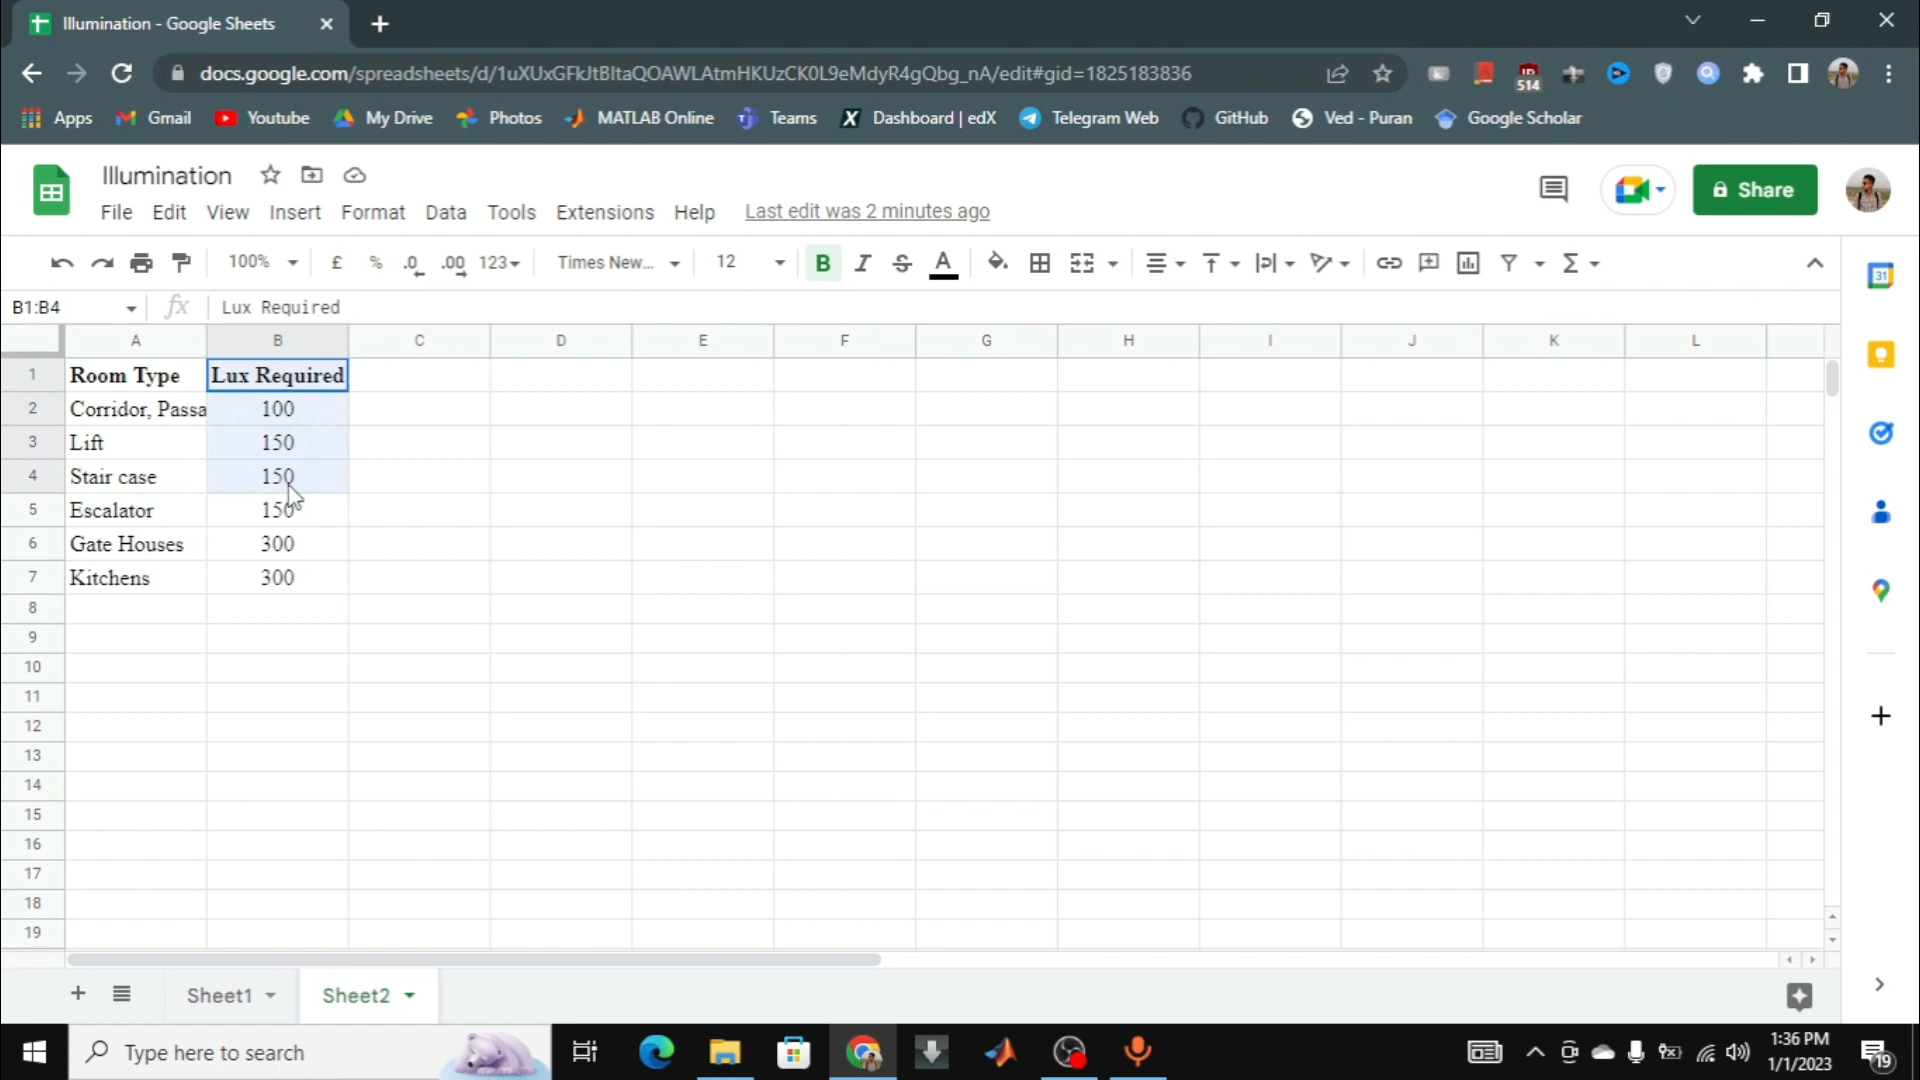 Illumination - Google Sheets
docs.google.com/spreadsheets/d/1uXUxGFkJtBItaQOAWLAtmHKUzCK0L9eMdyR4gQbg_nA/edit#gid=1825183836
514
Apps Gmail Youtube My Drive Photos MATLAB Online Teams Dashboard | edX Telegram Web GitHub Ved - Puran Google Scholar
Illumination
Share
File Edit View Insert Format Data Tools Extensions Help Last edit was 2 minutes ago
100% £ % .0 .00 123 Times New... 12 B I S A
31
B1:B4 fx Lux Required
A B C D E F G H I J K L
1 Room Type Lux Required
2 Corridor, Passa 100
3 Lift 150
4 Stair case 150
5 Escalator 150
6 Gate Houses 300
7 Kitchens 300
8
9
10
11
12
13
14
15
16
17
18
19
Sheet1 Sheet2
Type here to search
1:36 PM
1/1/2023
19